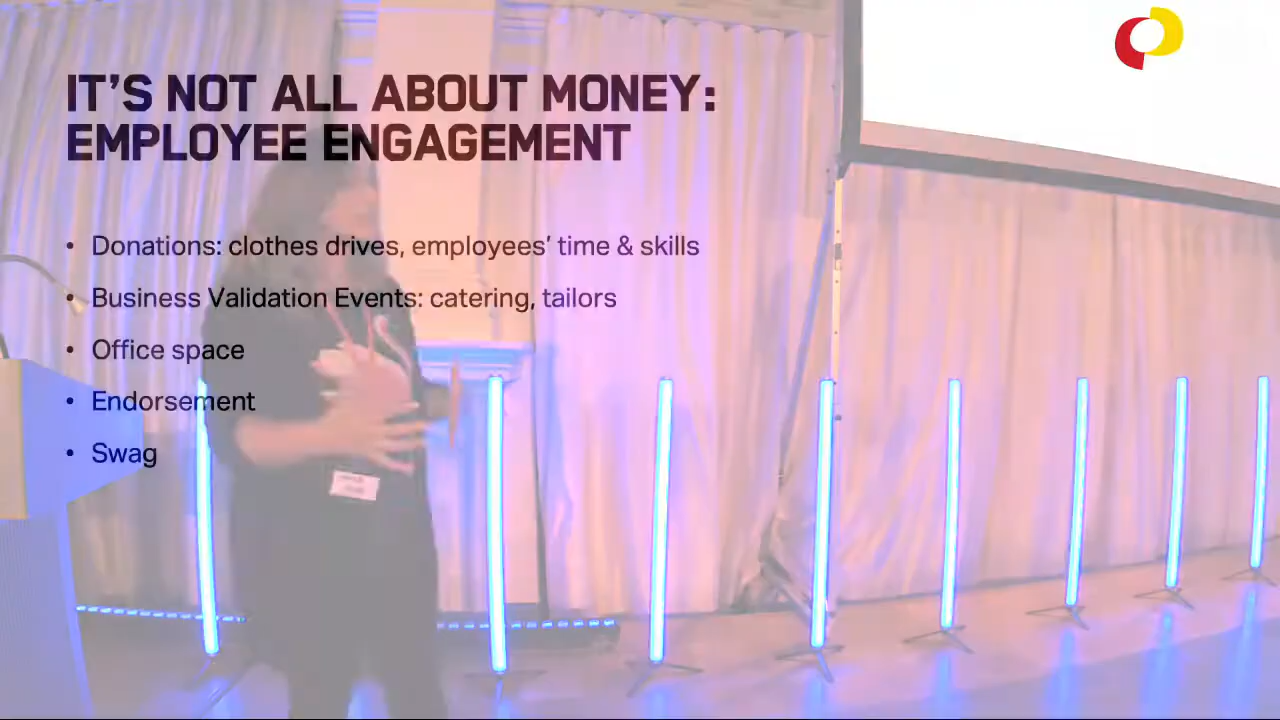 IT’S NOT ALL ABOUT MONEY:
EMPLOYEE ENGAGEMENT
• Donations: clothes drives, employees’ time & skills
• Business Validation Events: catering, tailors
• Office space
• Endorsement
• Swag